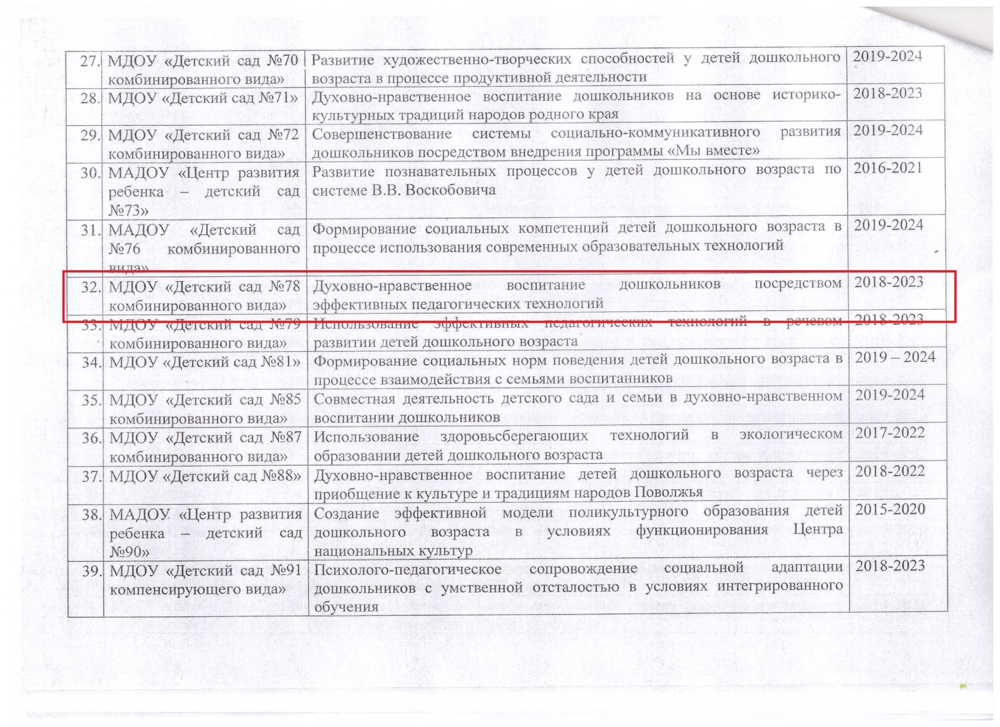 27. МДОУ «Детский сад №70 Развитие художественно-творческих способностей у детей дошкольного 2019-2024
комбинированного вида» возраста в процессе продуктивной деятельности
28. МДОУ «Детский сад №71» Духовно-нравственное воспитание дошкольников на основе историко- 2018-2023
культурных традиций народов родного края
29. МДОУ «Детский сад №72 Совершенствование системы социально-коммуникативного развития 2019-2024
комбинированного вида» дошкольников посредством внедрения программы «Мы вместе»
30. МАДОУ «Центр развития Развитие познавательных процессов у детей дошкольного возраста по 2016-2021
ребенка – детский сад системе В.В. Воскобовича
№73»
31. МАДОУ «Детский сад Формирование социальных компетенций детей дошкольного возраста в 2019-2024
№76 комбинированного процессе использования современных образовательных технологий
вида»
32. МДОУ «Детский сад №78 Духовно-нравственное воспитание дошкольников посредством 2018-2023
комбинированного вида» эффективных педагогических технологий
33. МДОУ «Детский сад №79 Использование эффективных педагогических технологий в речевом 2018-2023
комбинированного вида» развитии детей дошкольного возраста
34. МДОУ «Детский сад №81» Формирование социальных норм поведения детей дошкольного возраста в 2019 – 2024
процессе взаимодействия с семьями воспитанников
35. МДОУ «Детский сад №85 Совместная деятельность детского сада и семьи в духовно-нравственном 2019-2024
комбинированного вида» воспитании дошкольников
36. МДОУ «Детский сад №87 Использование здоровьсберегающих технологий в экологическом 2017-2022
комбинированного вида» образовании детей дошкольного возраста
37. МДОУ «Детский сад №88» Духовно-нравственное воспитание детей дошкольного возраста через 2018-2022
приобщение к культуре и традициям народов Поволжья
38. МАДОУ «Центр развития Создание эффективной модели поликультурного образования детей 2015-2020
ребенка – детский сад дошкольного возраста в условиях функционирования Центра
№90» национальных культур
39. МДОУ «Детский сад №91 Психолого-педагогическое сопровождение социальной адаптации 2018-2023
компенсирующего вида» дошкольников с умственной отсталостью в условиях интегрированного
обучения